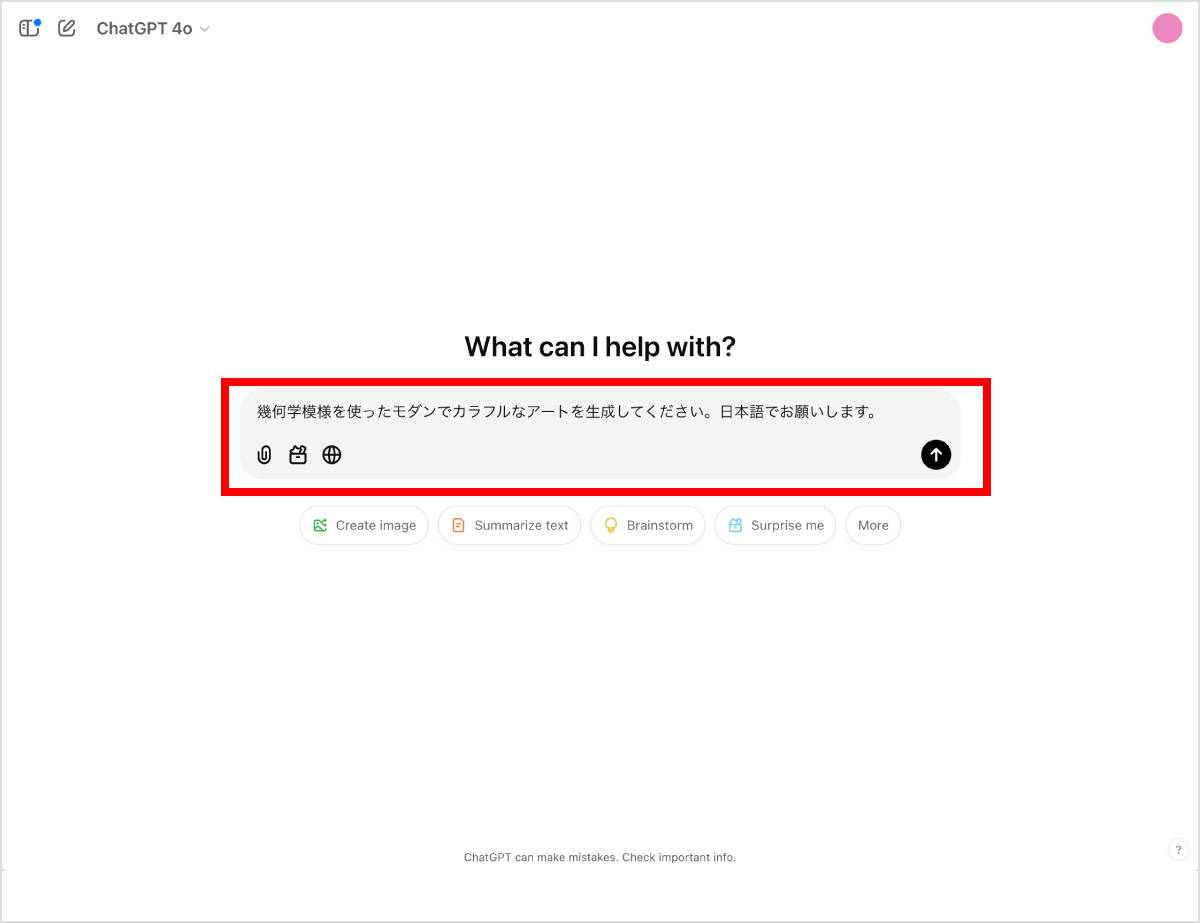 ChatGPT 4o
What can I help with?
幾何学模様を使ったモダンでカラフルなアートを生成してください。日本語でお願いします。
Create image
Summarize text
Brainstorm
Surprise me
More
ChatGPT can make mistakes. Check important info.
?